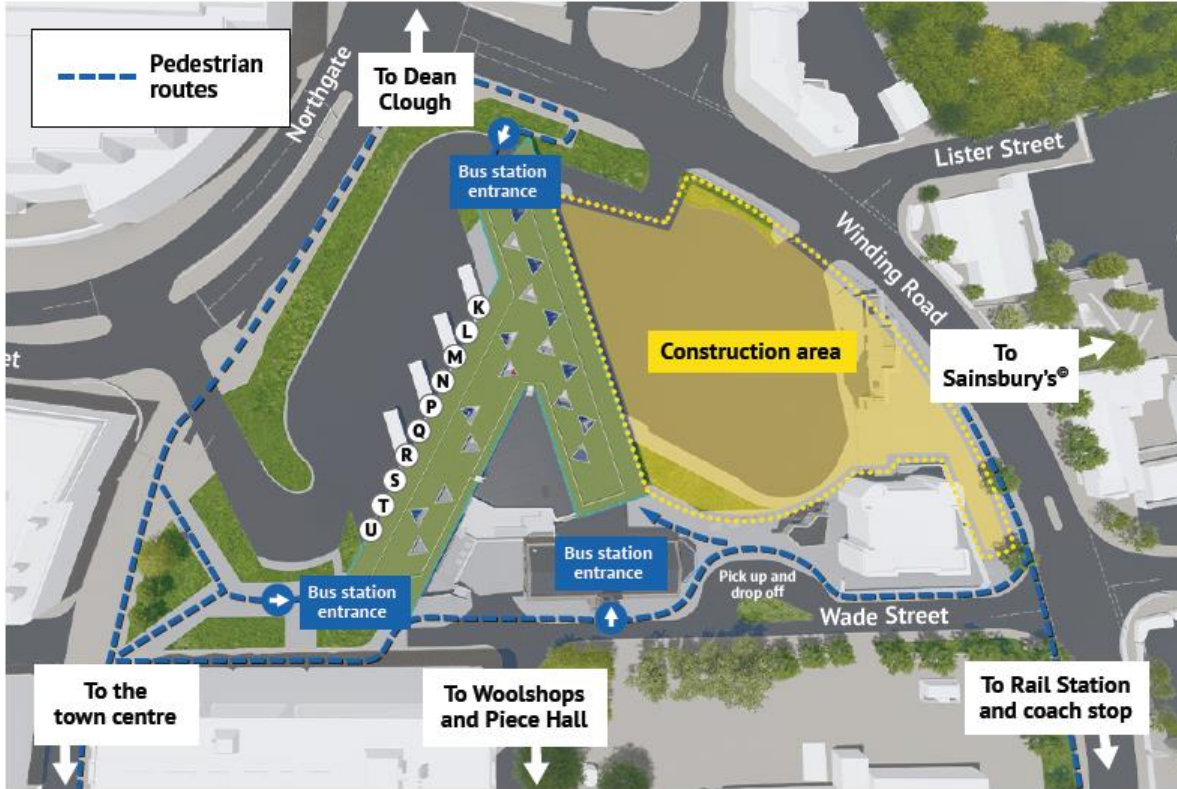 Pedestrian
routes
Northgate
To Dean
Clough
Bus station
entrance
Lister Street
Winding Road
To
Sainsbury's©
Construction area
K
L
M
N
P
Q
R
S
T
U
Bus station
entrance
Bus station
entrance
Pick up and
drop off
Wade Street
To the
town centre
To Woolshops
and Piece Hall
To Rail Station
and coach stop